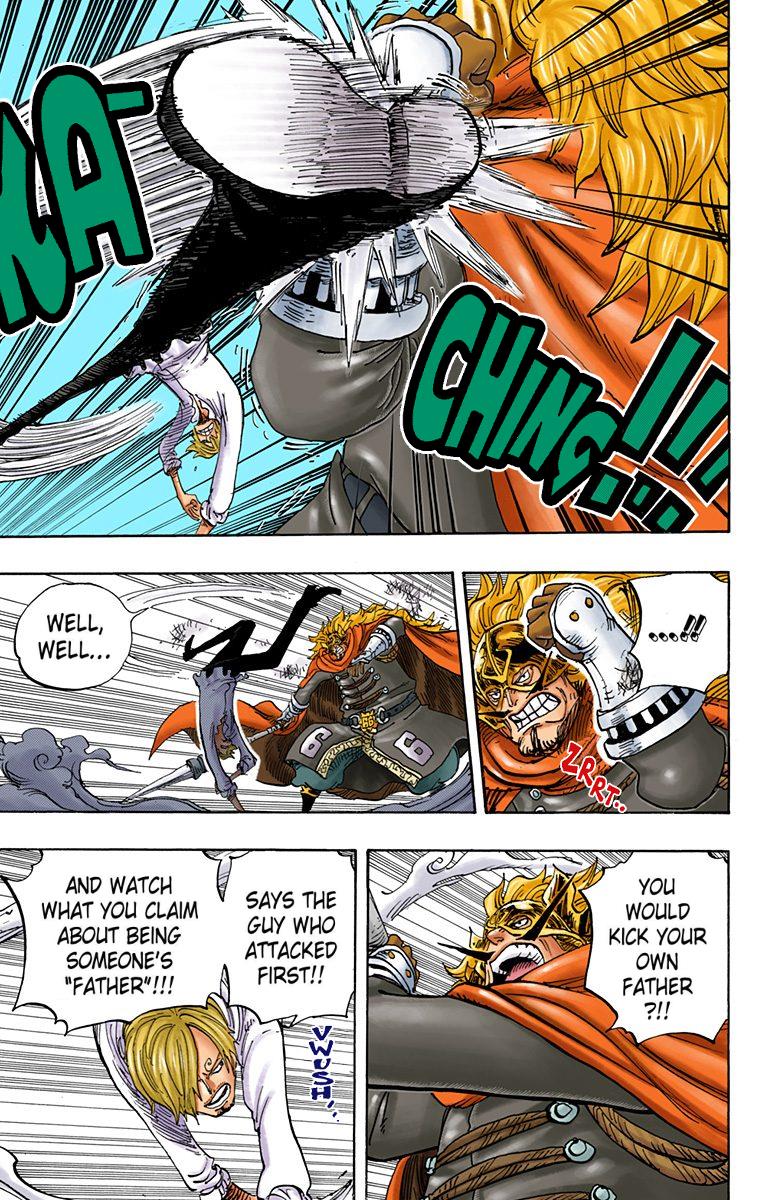 KA-
CHING...!!!
...!!
ZRRT..
WELL,
WELL...
66
YOU
WOULD
KICK YOUR
OWN
FATHER
?!!
SAYS THE
GUY WHO
ATTACKED
FIRST!!
VWUSH..
AND WATCH
WHAT YOU CLAIM
ABOUT BEING
SOMEONE'S
"FATHER"!!!